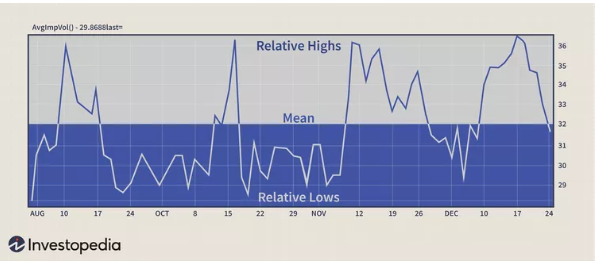 AvgImpVol() - 29.8688last=
Relative Highs
Mean
Relative Lows
36
35
34
33
32
31
30
29
AUG 10 17 24 OCT 8 15 22 29 NOV 12 19 26 DEC 10 17 24
Investopedia